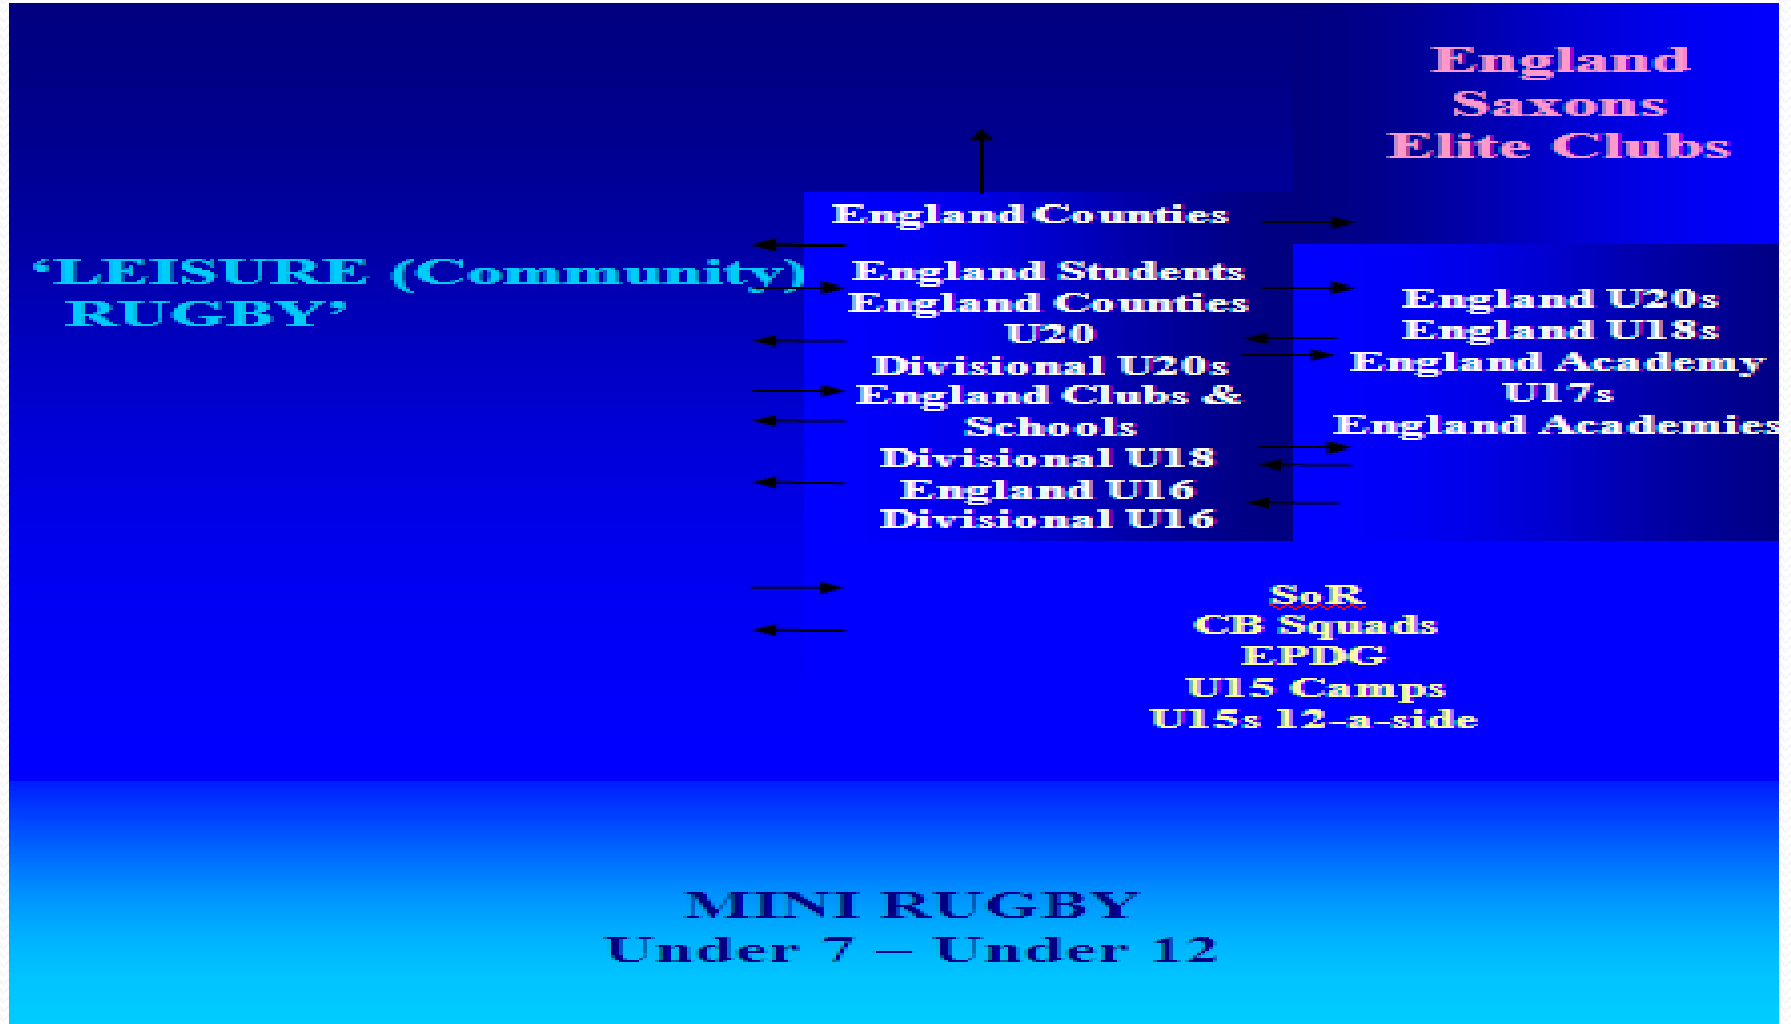 England
Saxons
Elite Clubs
England Counties
‘LEISURE (Community)
RUGBY’
England Students
England Counties
U20
Divisional U20s
England Clubs &
Schools
Divisional U18
England U16
Divisional U16
England U20s
England U18s
England Academy
U17s
England Academies
SoR
CB Squads
EPDG
U15 Camps
U15s 12-a-side
MINI RUGBY
Under 7 – Under 12